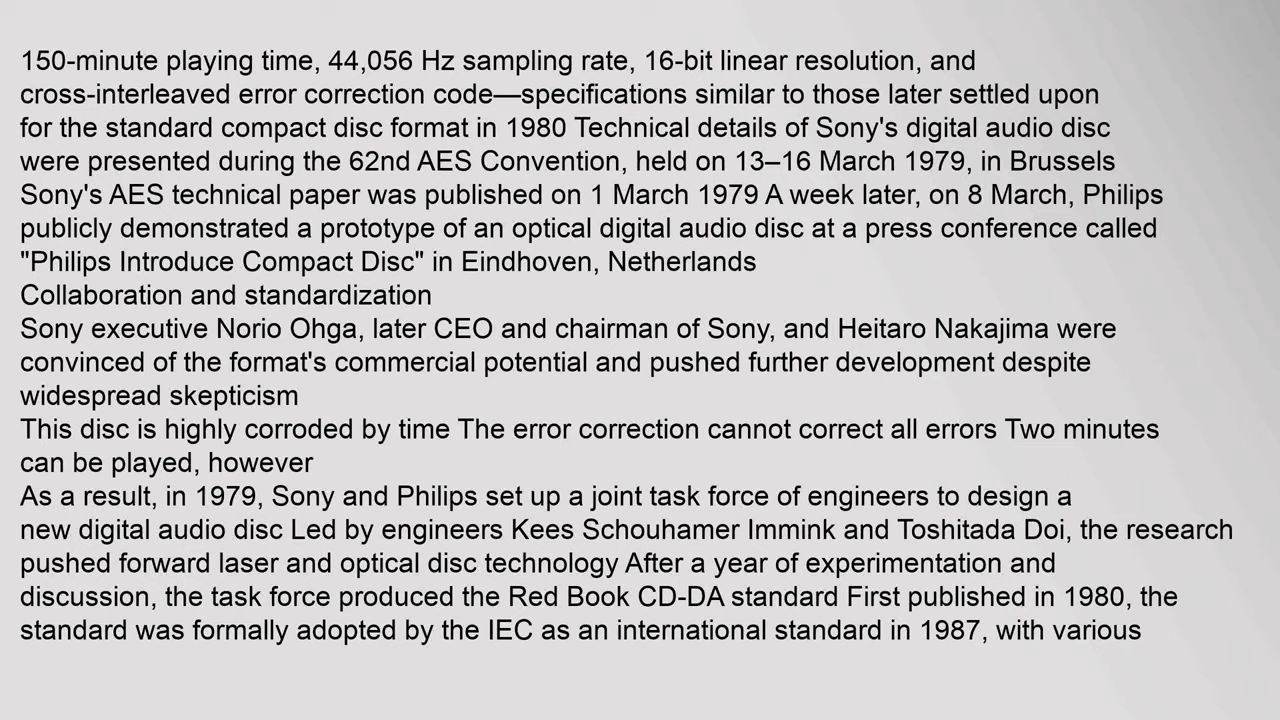 150-minute playing time, 44,056 Hz sampling rate, 16-bit linear resolution, and
cross-interleaved error correction code—specifications similar to those later settled upon
for the standard compact disc format in 1980 Technical details of Sony's digital audio disc
were presented during the 62nd AES Convention, held on 13–16 March 1979, in Brussels
Sony's AES technical paper was published on 1 March 1979 A week later, on 8 March, Philips
publicly demonstrated a prototype of an optical digital audio disc at a press conference called
"Philips Introduce Compact Disc" in Eindhoven, Netherlands
Collaboration and standardization
Sony executive Norio Ohga, later CEO and chairman of Sony, and Heitaro Nakajima were
convinced of the format's commercial potential and pushed further development despite
widespread skepticism
This disc is highly corroded by time The error correction cannot correct all errors Two minutes
can be played, however
As a result, in 1979, Sony and Philips set up a joint task force of engineers to design a
new digital audio disc Led by engineers Kees Schouhamer Immink and Toshitada Doi, the research
pushed forward laser and optical disc technology After a year of experimentation and
discussion, the task force produced the Red Book CD-DA standard First published in 1980, the
standard was formally adopted by the IEC as an international standard in 1987, with various